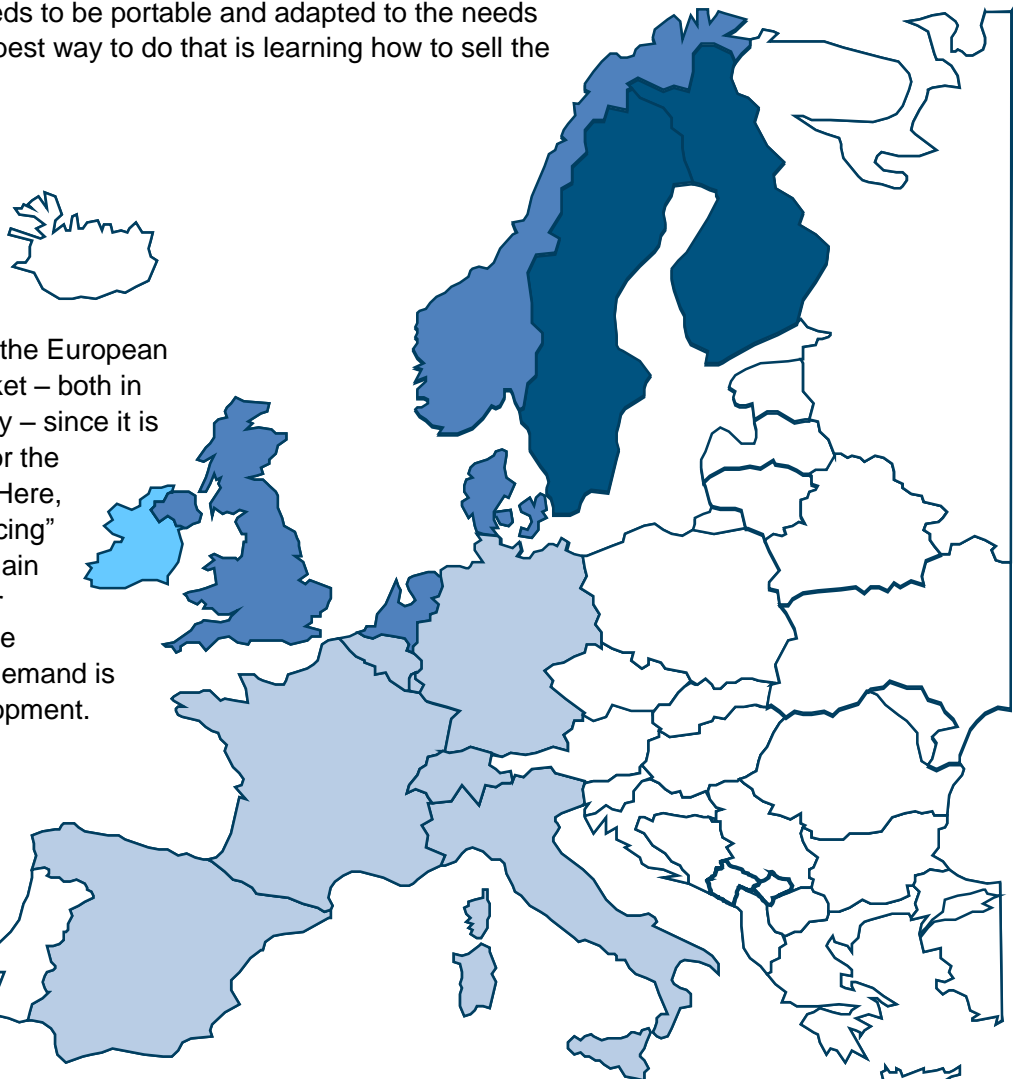 eds to be portable and adapted to the needs
best way to do that is learning how to sell the
the European
ket – both in
y – since it is
or the
Here,
cing”
ain
e
emand is
opment.